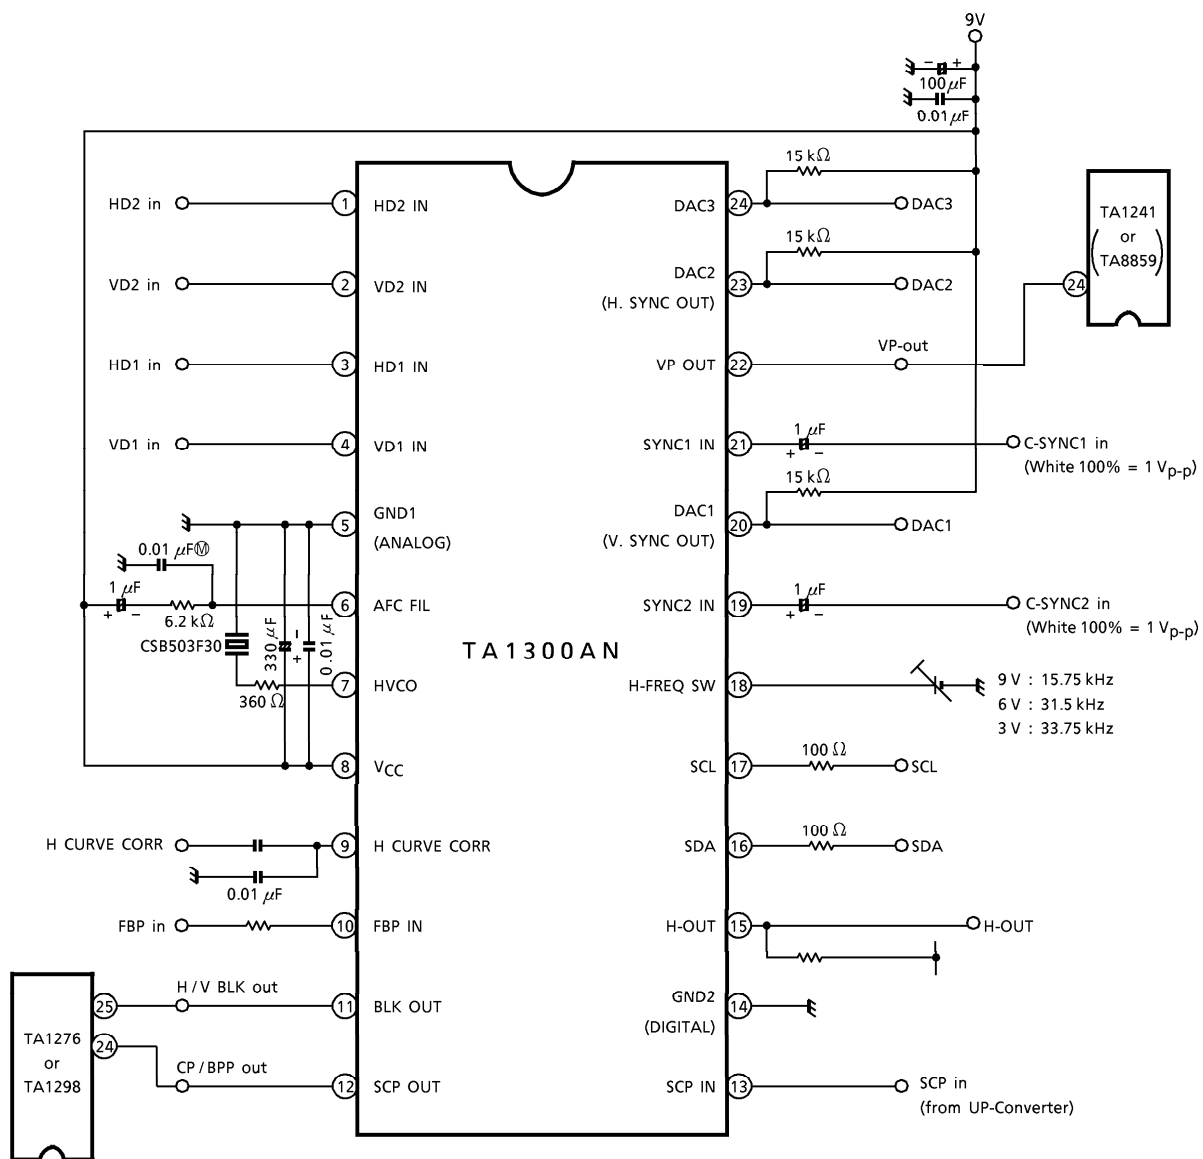 9V
− +
100 μF
0.01 μF
15 kΩ
HD2 in
1
HD2 IN
DAC3
24
DAC3
TA1241
or
(TA8859)
15 kΩ
VD2 in
2
VD2 IN
DAC2
(H. SYNC OUT)
23
DAC2
24
VP-out
HD1 in
3
HD1 IN
VP OUT
22
1 μF
+ −
VD1 in
4
VD1 IN
SYNC1 IN
21
C-SYNC1 in
(White 100% = 1 Vp-p)
15 kΩ
5
GND1
(ANALOG)
DAC1
(V. SYNC OUT)
20
DAC1
0.01 μF Ⓜ
1 μF
+ −
6.2 kΩ
6
AFC FIL
SYNC2 IN
19
1 μF
+ −
C-SYNC2 in
(White 100% = 1 Vp-p)
CSB503F30
330 μF
− +
0.01 μF
TA1300AN
360 Ω
7
HVCO
H-FREQ SW
18
9 V : 15.75 kHz
6 V : 31.5 kHz
3 V : 33.75 kHz
8
VCC
SCL
17
100 Ω
SCL
H CURVE CORR
0.01 μF
9
H CURVE CORR
SDA
16
100 Ω
SDA
FBP in
10
FBP IN
H-OUT
15
H-OUT
TA1276
or
TA1298
25
H/V BLK out
11
BLK OUT
GND2
(DIGITAL)
14
24
CP/BPP out
12
SCP OUT
SCP IN
13
SCP in
(from UP-Converter)